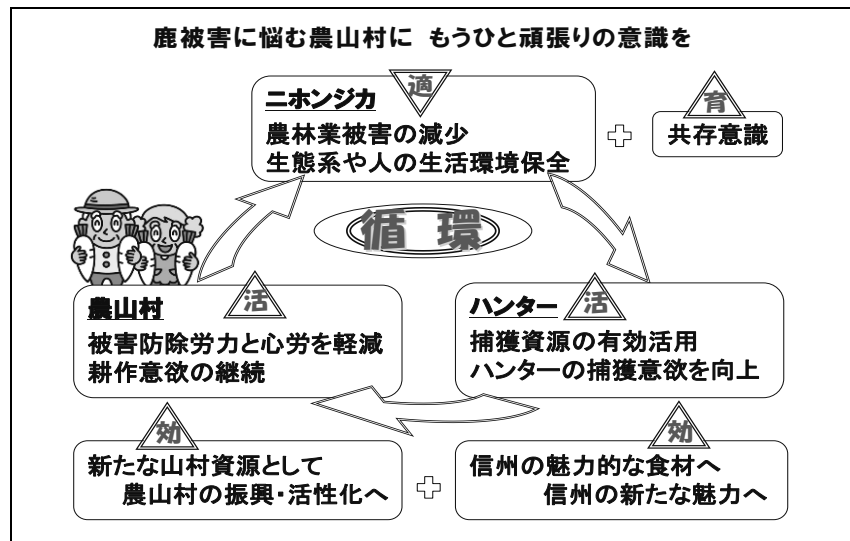 鹿被害に悩む農山村に もうひと頑張りの意識を
適
ニホンジカ
農林業被害の減少
生態系や人の生活環境保全
育
共存意識
循環
活
農山村
被害防除労力と心労を軽減
耕作意欲の継続
活
ハンター
捕獲資源の有効活用
ハンターの捕獲意欲を向上
効
新たな山村資源として
農山村の振興・活性化へ
効
信州の魅力的な食材へ
信州の新たな魅力へ